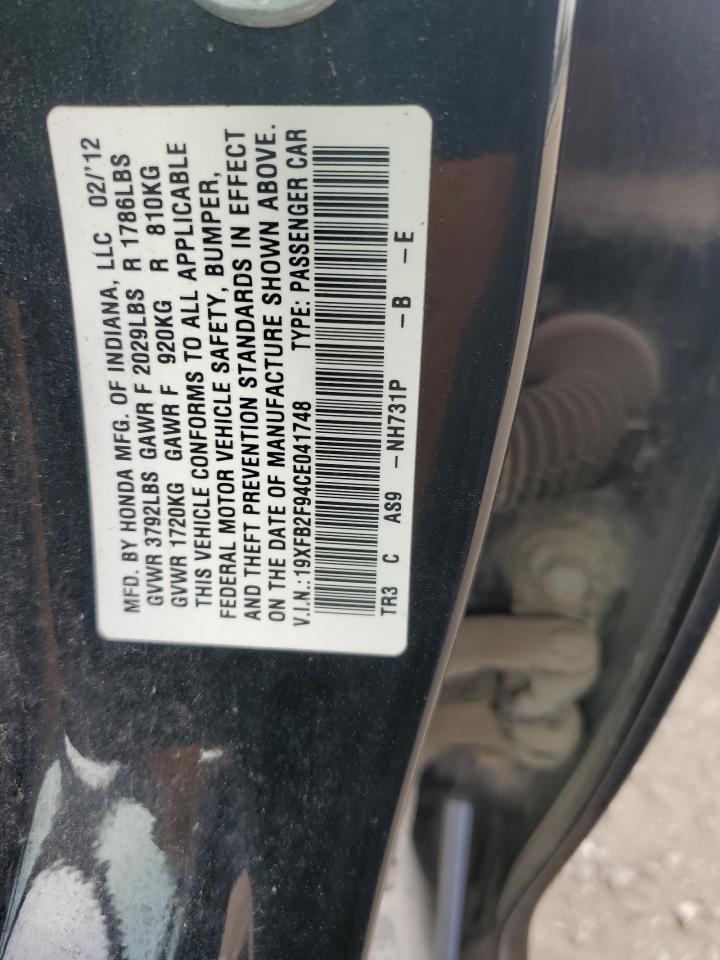 MFD. BY HONDA MFG. OF INDIANA, LLC 02/'12
GVWR 3792LBS GAWR F 2029LBS R 1786LBS
GVWR 1720KG GAWR F 920KG R 810KG
THIS VEHICLE CONFORMS TO ALL APPLICABLE
FEDERAL MOTOR VEHICLE SAFETY, BUMPER,
AND THEFT PREVENTION STANDARDS IN EFFECT
ON THE DATE OF MANUFACTURE SHOWN ABOVE.
V.I.N.:19XFB2F94CE041748 TYPE: PASSENGER CAR
TR3 C AS9 -NH731P -B -E